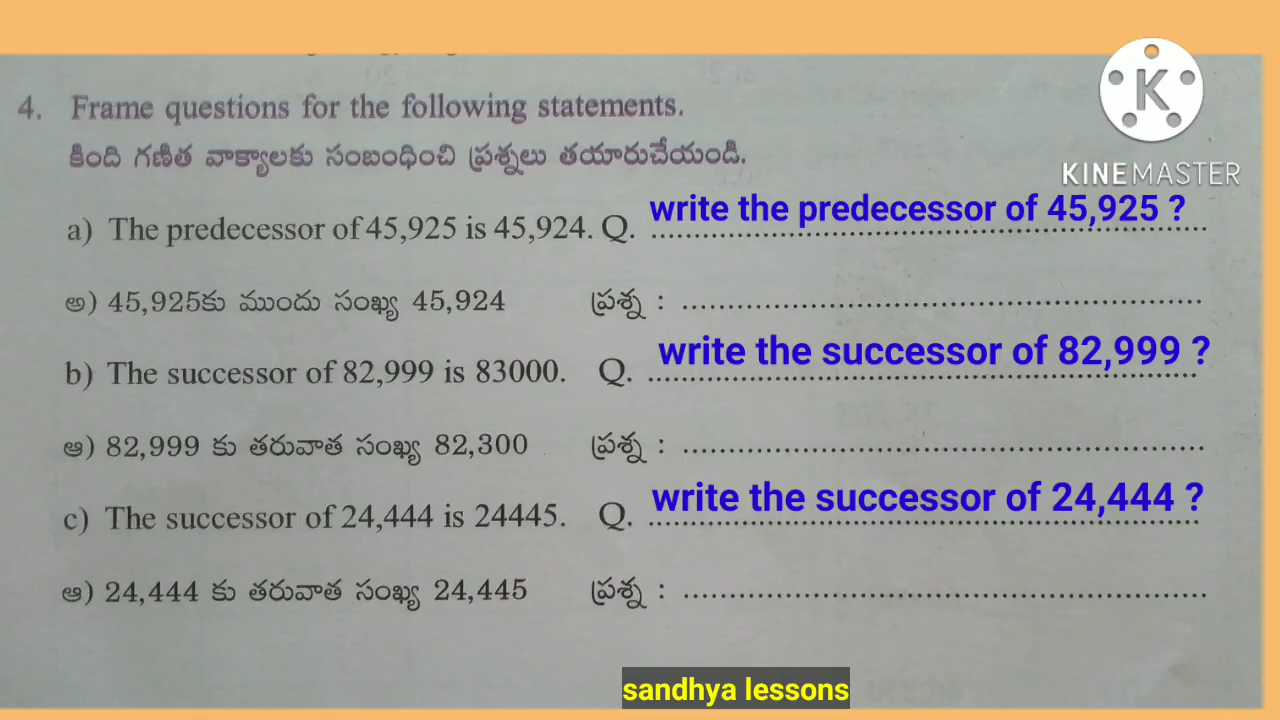 K
KINEMASTER
4. Frame questions for the following statements.
కింది గణిత వాక్యాలకు సంబంధించి ప్రశ్నలు తయారుచేయండి.
write the predecessor of 45,925 ?
a) The predecessor of 45,925 is 45,924. Q. ..........
అ) 45,925కు ముందు సంఖ్య 45,924 ప్రశ్న : ..........
write the successor of 82,999 ?
b) The successor of 82,999 is 83000. Q. ..........
ఆ) 82,999 కు తరువాత సంఖ్య 82,300 ప్రశ్న : ..........
write the successor of 24,444 ?
c) The successor of 24,444 is 24445. Q. ..........
ఆ) 24,444 కు తరువాత సంఖ్య 24,445 ప్రశ్న : ..........
sandhya lessons